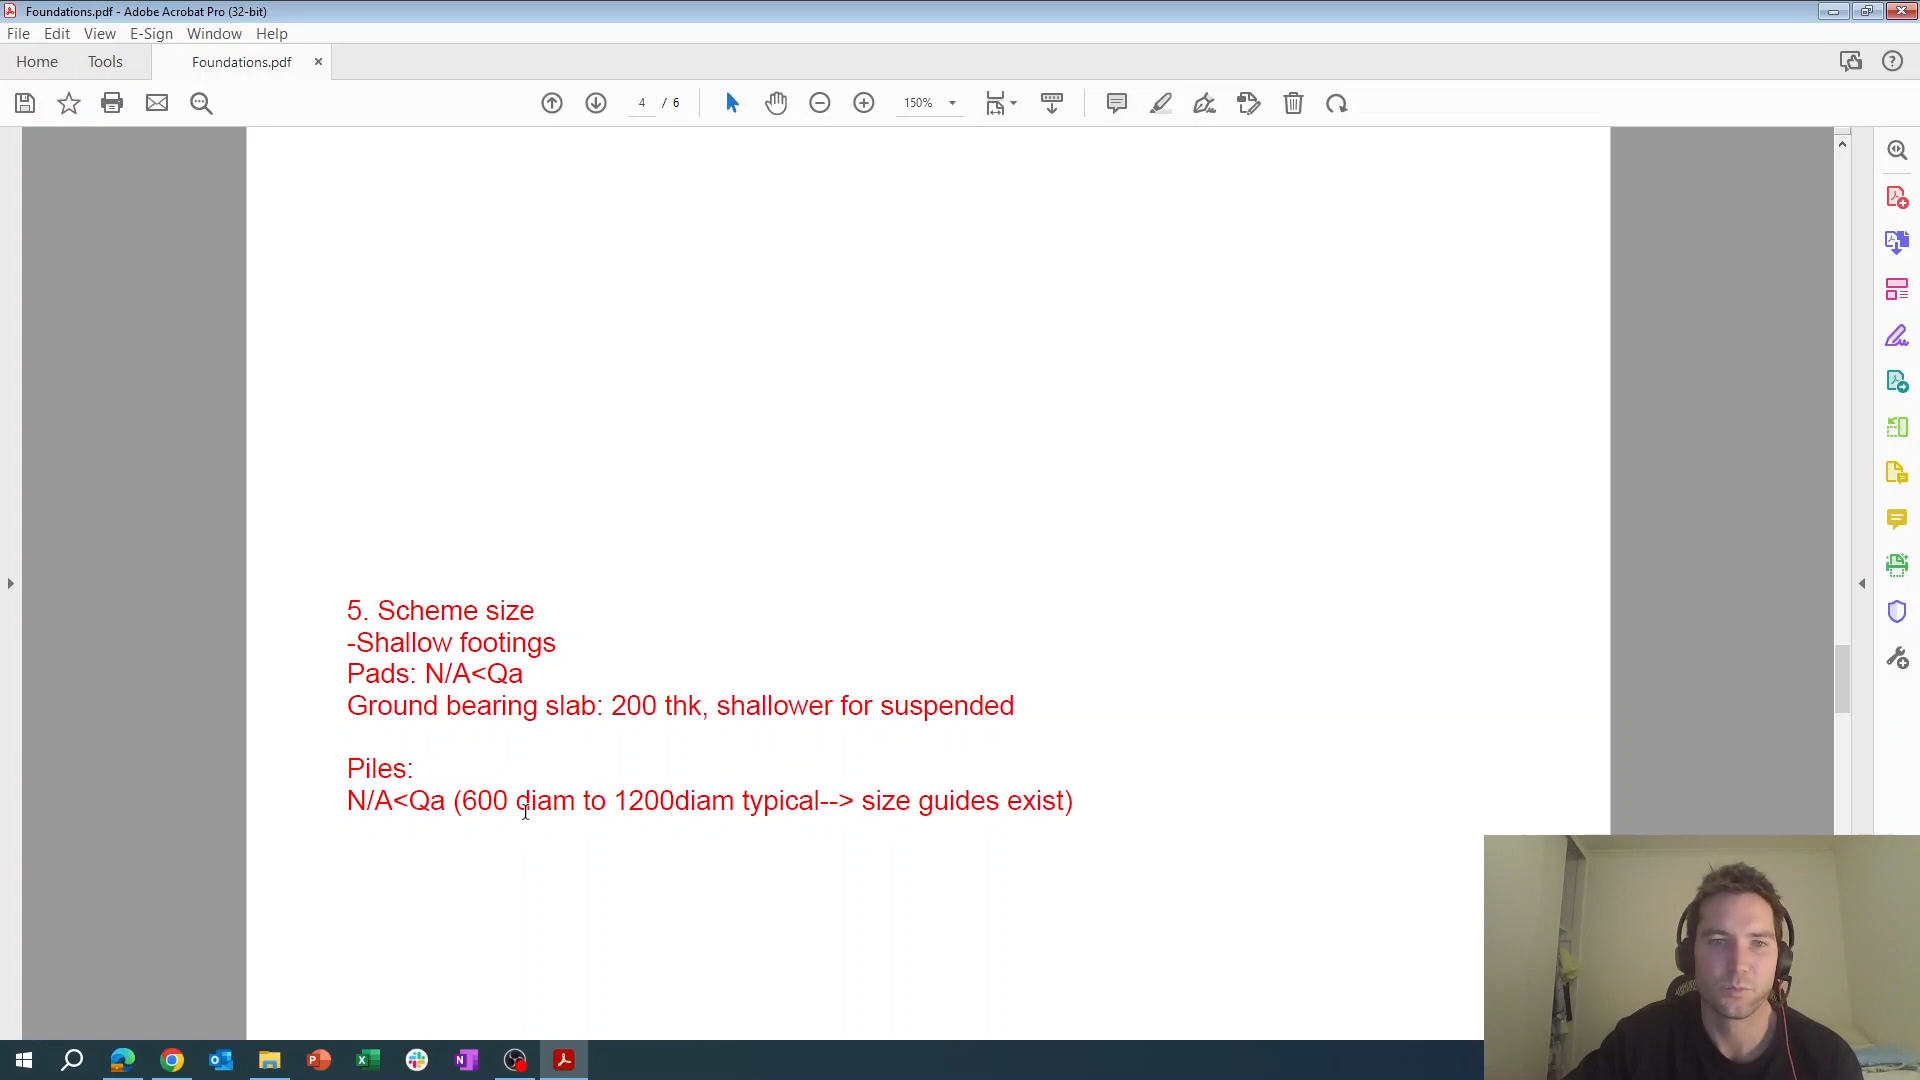 Foundations.pdf - Adobe Acrobat Pro (32-bit)
File Edit View E-Sign Window Help
Home Tools Foundations.pdf ×
4 / 6 150%
5. Scheme size
-Shallow footings
Pads: N/A<Qa
Ground bearing slab: 200 thk, shallower for suspended
Piles:
N/A<Qa (600 diam to 1200diam typical--> size guides exist)